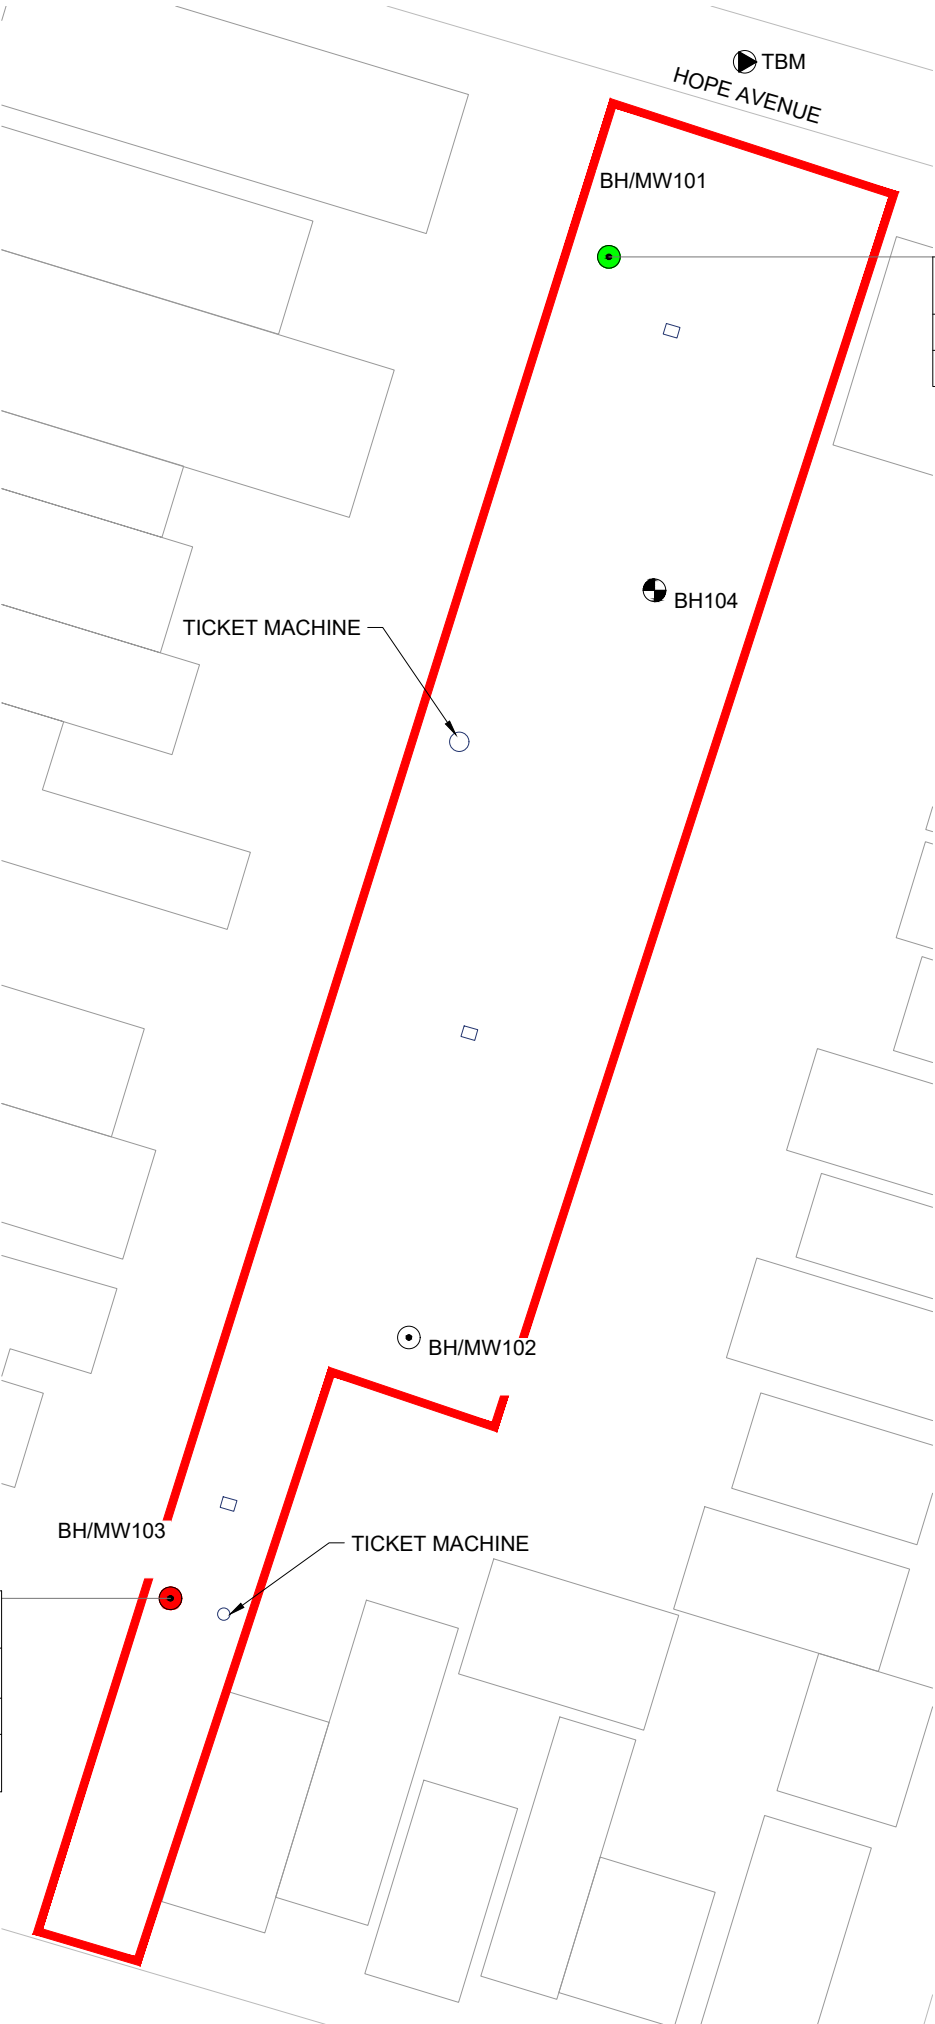 TBM
HOPE AVENUE
BH/MW101
BH104
TICKET MACHINE
BH/MW102
BH/MW103
TICKET MACHINE